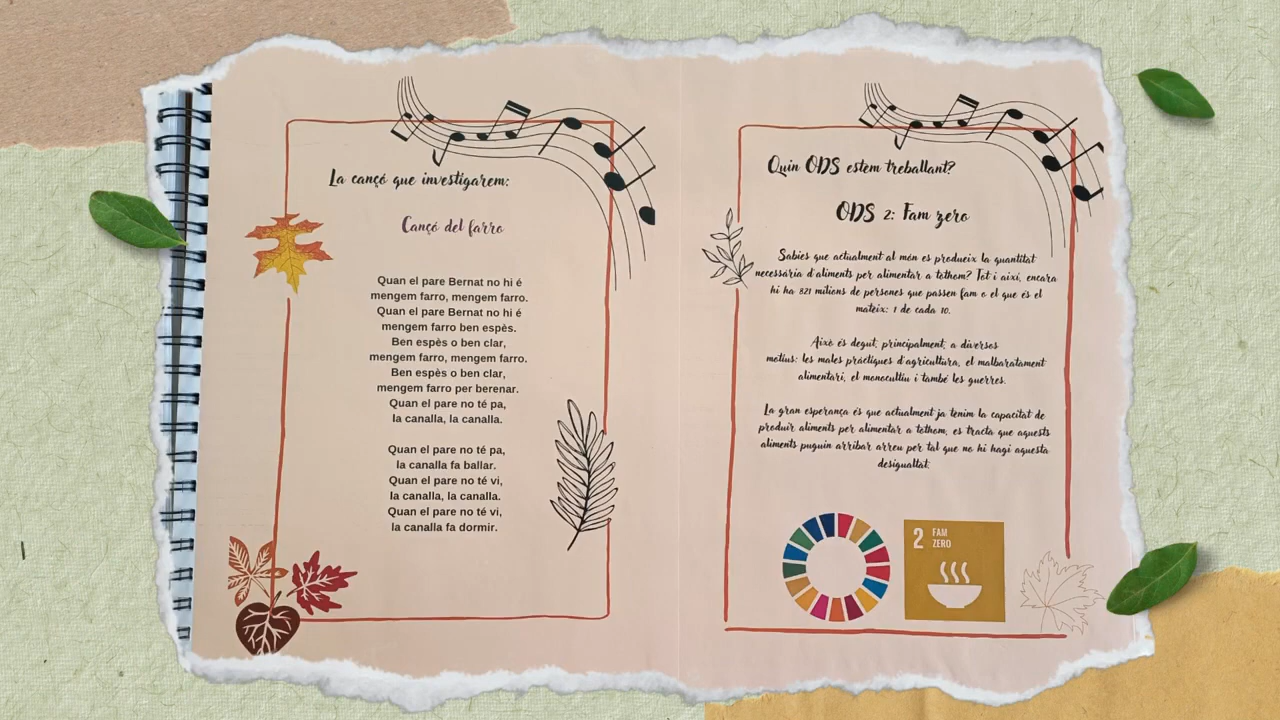 La cançó que investigarem:
Cançó del farro
Quan el pare Bernat no hi é
mengem farro, mengem farro.
Quan el pare Bernat no hi é
mengem farro ben espès.
Ben espès o ben clar,
mengem farro, mengem farro.
Ben espès o ben clar,
mengem farro per berenar.
Quan el pare no té pa,
la canalla, la canalla.
Quan el pare no té pa,
la canalla fa ballar.
Quan el pare no té vi,
la canalla, la canalla.
Quan el pare no té vi,
la canalla fa dormir.
Quin ODS estem treballant?
ODS 2: Fam zero
Sabies que actualment al món es produeix la quantitat
necessària d'aliments per alimentar a tothom? Tot i així, encara
hi ha 821 milions de persones que passen fam o el que és el
mateix: 1 de cada 10.
Això és degut, principalment, a diversos
motius: les males pràctiques d'agricultura, el malbaratament
alimentari, el monocultiu i també les guerres.
La gran esperança és que actualment ja tenim la capacitat de
produir aliments per alimentar a tothom, es tracta que aquests
aliments puguin arribar arreu per tal que no hi hagi aquesta
desigualtat.
2 FAM
ZERO